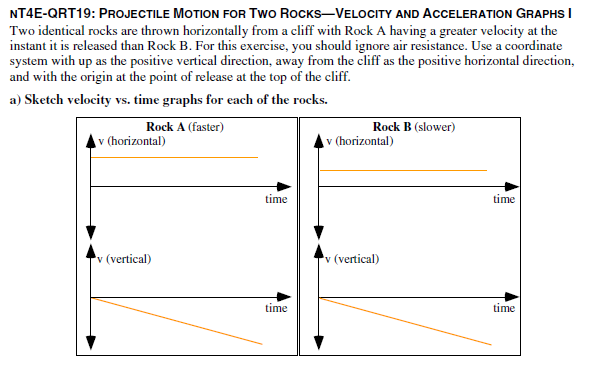 NT4E-QRT19: PROJECTILE MOTION FOR TWO ROCKS—VELOCITY AND ACCELERATION GRAPHS I
Two identical rocks are thrown horizontally from a cliff with Rock A having a greater velocity at the
instant it is released than Rock B. For this exercise, you should ignore air resistance. Use a coordinate
system with up as the positive vertical direction, away from the cliff as the positive horizontal direction,
and with the origin at the point of release at the top of the cliff.
a) Sketch velocity vs. time graphs for each of the rocks.
Rock A (faster)
v (horizontal)
time
v (vertical)
time
Rock B (slower)
v (horizontal)
time
v (vertical)
time